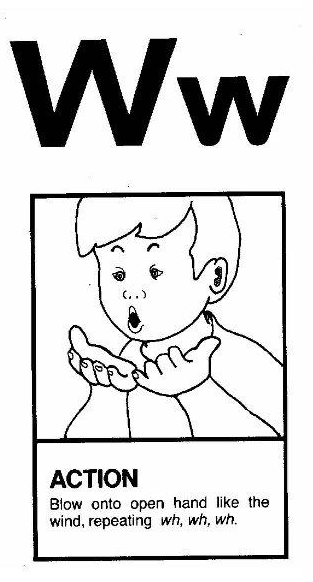 Ww
ACTION
Blow onto open hand like the
wind, repeating wh, wh, wh.